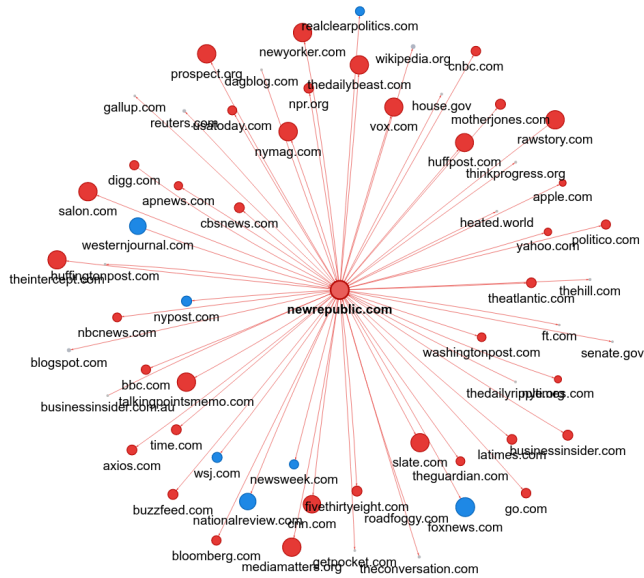 realclearpolitics.com
newyorker.com
wikipedia.org
cnbc.com
prospect.org
dagblog.com
thedailybeast.com
npr.org
gallup.com
house.gov
reuters.com
usatoday.com
vox.com
motherjones.com
rawstory.com
nymag.com
huffpost.com
thinkprogress.org
digg.com
apnews.com
apple.com
salon.com
cbsnews.com
heated.world
politico.com
westernjournal.com
yahoo.com
huffingtonpost.com
theintercept.com
thehill.com
theatlantic.com
newrepublic.com
nypost.com
nbcnews.com
ft.com
senate.gov
washingtonpost.com
blogspot.com
bbc.com
talkingpointsmemo.com
thedailyripple.org
nytimes.com
businessinsider.com.au
time.com
axios.com
wsj.com
newsweek.com
slate.com
latimes.com
businessinsider.com
theguardian.com
buzzfeed.com
nationalreview.com
fivethirtyeight.com
cnn.com
roadfoggy.com
foxnews.com
go.com
bloomberg.com
mediamatters.org
getpocket.com
theconversation.com